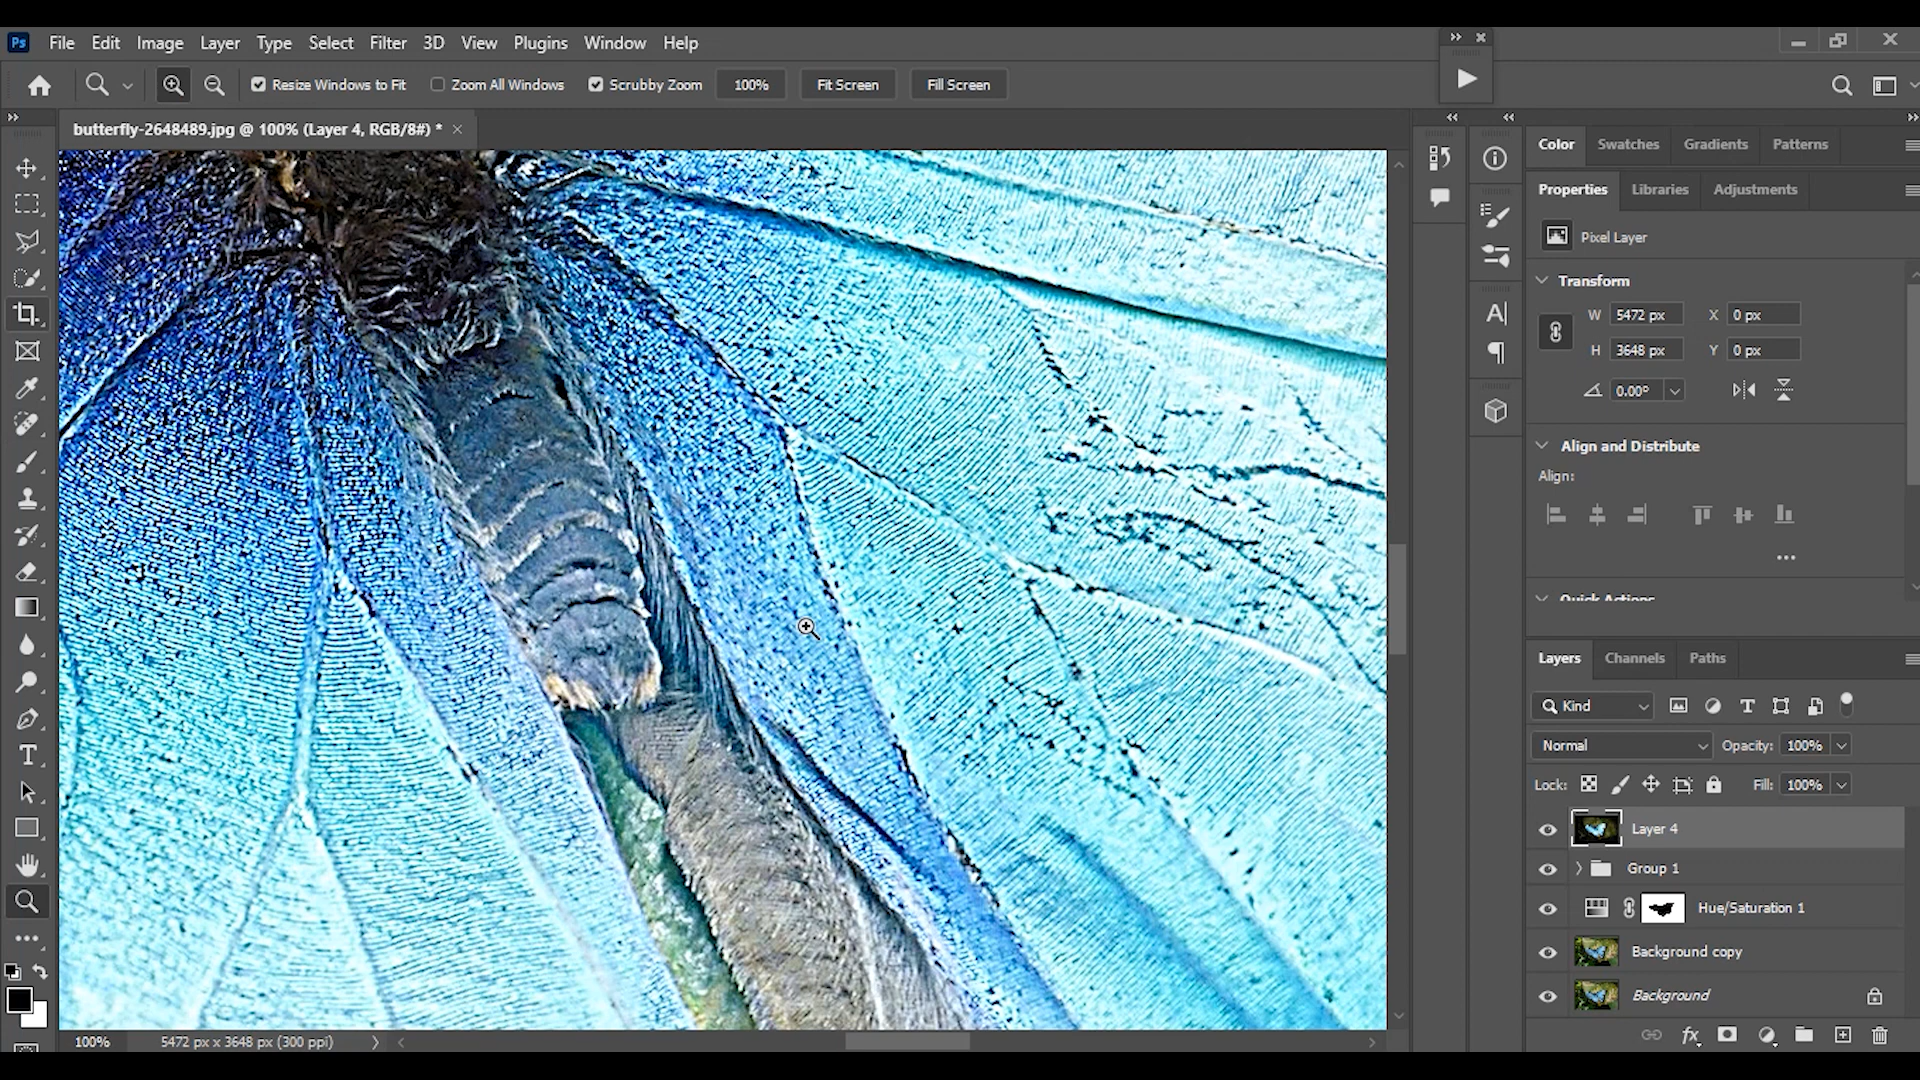 Ps File Edit Image Layer Type Select Filter 3D View Plugins Window Help
Resize Windows to Fit Zoom All Windows Scrubby Zoom 100% Fit Screen Fill Screen
butterfly-2648489.jpg @ 100% (Layer 4, RGB/8#) *
Color Swatches Gradients Patterns
Properties Libraries Adjustments
Pixel Layer
Transform
W 5472 px X 0 px
H 3648 px Y 0 px
0.00°
Align and Distribute
Align:
Quick Actions
Layers Channels Paths
Kind
Normal Opacity: 100%
Lock: Fill: 100%
Layer 4
Group 1
Hue/Saturation 1
Background copy
Background
100% 5472 px x 3648 px (300 ppi)